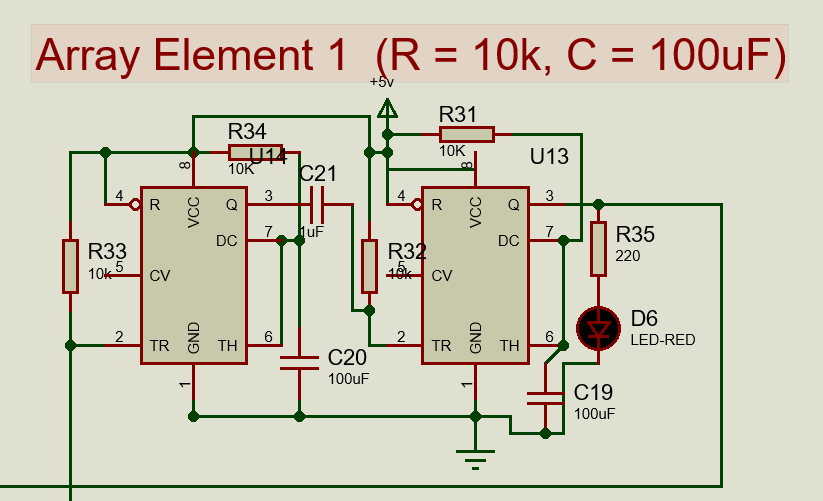 Array Element 1 (R = 10k, C = 100uF)
+5v
R31
10K
R34
10K
U14
U13
C21
1uF
8
8
4
R
VCC
Q
3
4
R
VCC
Q
3
DC
7
DC
7
R33
10k
5
CV
R32
10k
5
CV
R35
220
D6
LED-RED
2
TR
GND
TH
6
2
TR
GND
TH
6
1
1
C20
100uF
C19
100uF